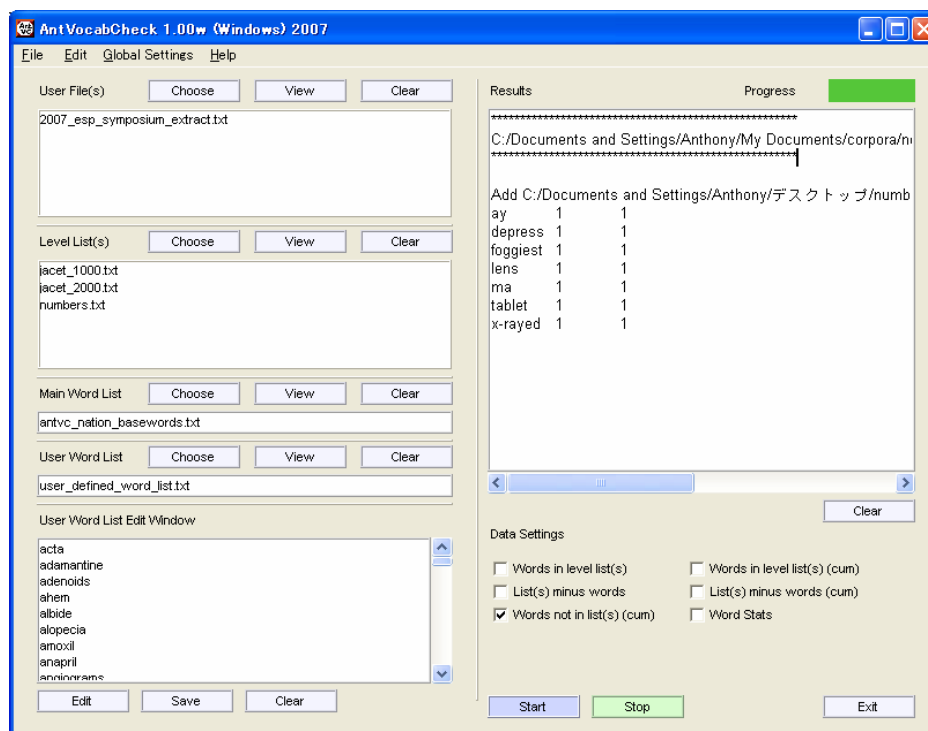 AntVocabCheck 1.00w (Windows) 2007
File Edit Global Settings Help
User File(s) Choose View Clear
2007_esp_symposium_extract.txt
Level List(s) Choose View Clear
jacet_1000.txt
jacet_2000.txt
numbers.txt
Main Word List Choose View Clear
antvc_nation_basewords.txt
User Word List Choose View Clear
user_defined_word_list.txt
User Word List Edit Window
acta
adamantine
adenoids
ahem
albide
alopecia
amoxil
anapril
angiograms
Edit Save Clear
Results Progress
**************************************************
C:/Documents and Settings/Anthony/My Documents/corpora/nu
**************************************************
Add C:/Documents and Settings/Anthony/デスクトップ/numb
ay 1 1
depress 1 1
foggiest 1 1
lens 1 1
ma 1 1
tablet 1 1
x-rayed 1 1
Clear
Data Settings
Words in level list(s) Words in level list(s) (cum)
List(s) minus words List(s) minus words (cum)
Words not in list(s) (cum) Word Stats
Start Stop Exit